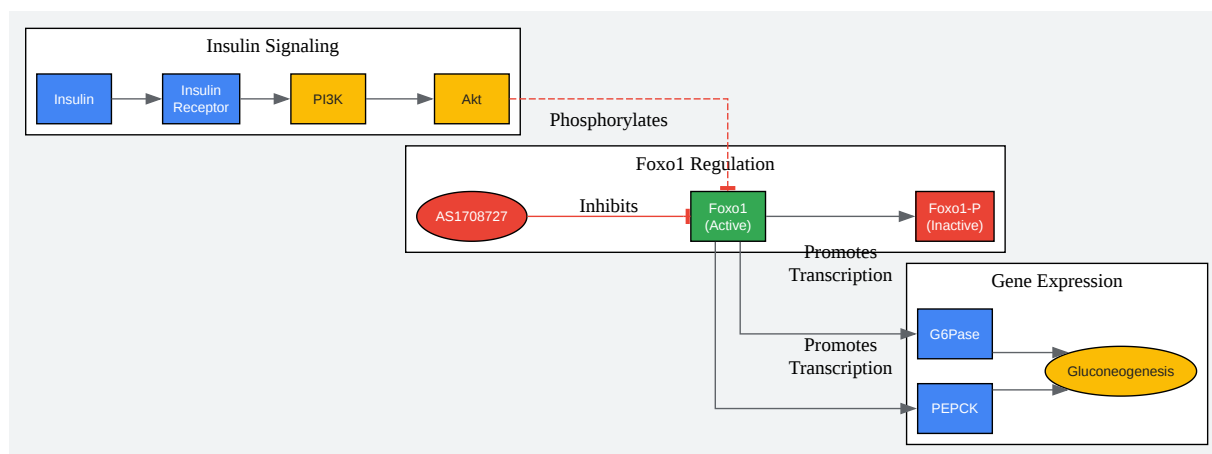 Insulin Signaling
Insulin
Insulin
Receptor
PI3K
Akt
Phosphorylates
Foxo1 Regulation
AS1708727
Inhibits
Foxo1
(Active)
Foxo1-P
(Inactive)
Promotes
Transcription
Gene Expression
G6Pase
Promotes
Transcription
Gluconeogenesis
PEPCK